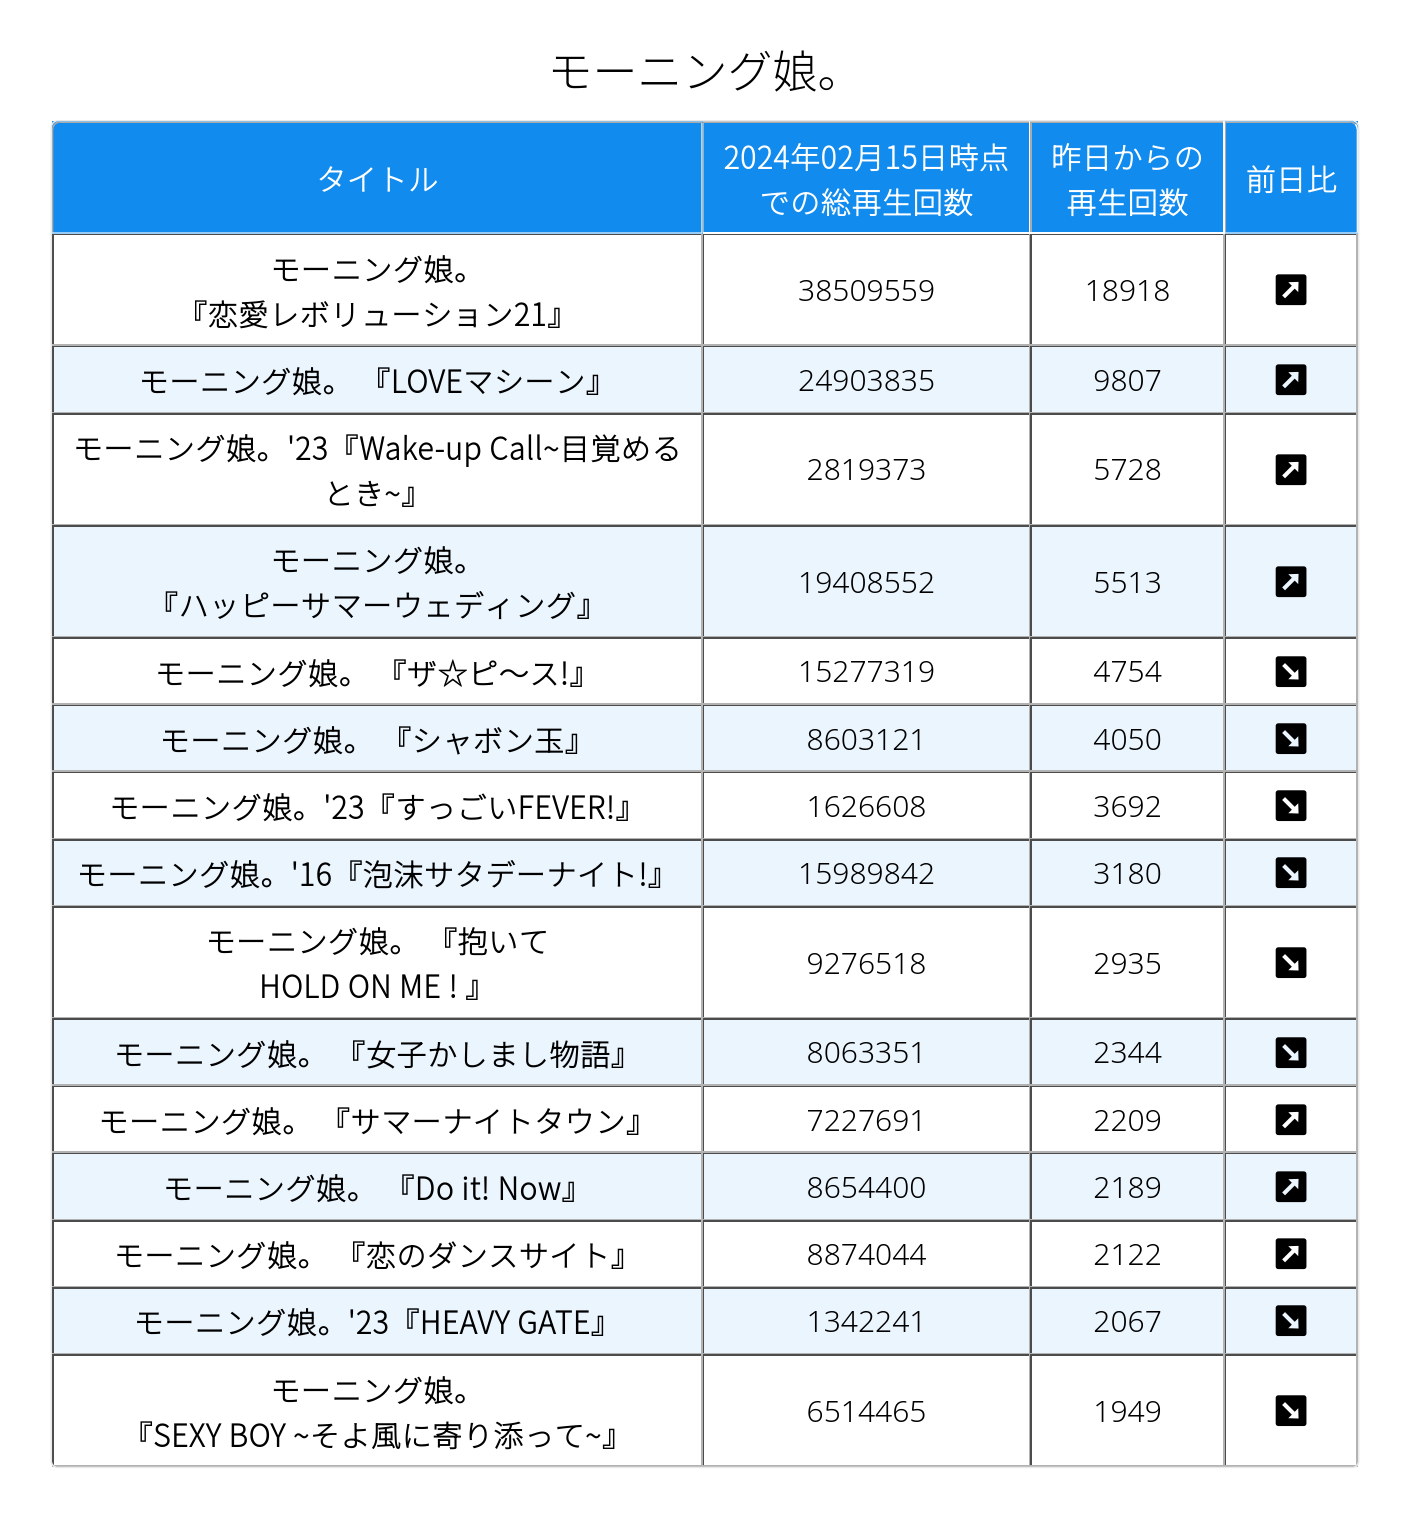 モーニング娘。
タイトル
2024年02月15日時点
での総再生回数
昨日からの
再生回数
前日比
モーニング娘。
『恋愛レボリューション21』
38509559
18918
モーニング娘。 『LOVEマシーン』
24903835
9807
モーニング娘。'23『Wake-up Call~目覚める
とき~』
2819373
5728
モーニング娘。
『ハッピーサマーウェディング』
19408552
5513
モーニング娘。 『ザ☆ピ〜ス!』
15277319
4754
モーニング娘。 『シャボン玉』
8603121
4050
モーニング娘。'23『すっごいFEVER!』
1626608
3692
モーニング娘。'16『泡沫サタデーナイト!』
15989842
3180
モーニング娘。 『抱いて
HOLD ON ME ! 』
9276518
2935
モーニング娘。 『女子かしまし物語』
8063351
2344
モーニング娘。 『サマーナイトタウン』
7227691
2209
モーニング娘。 『Do it! Now』
8654400
2189
モーニング娘。 『恋のダンスサイト』
8874044
2122
モーニング娘。'23『HEAVY GATE』
1342241
2067
モーニング娘。
『SEXY BOY ~そよ風に寄り添って~』
6514465
1949